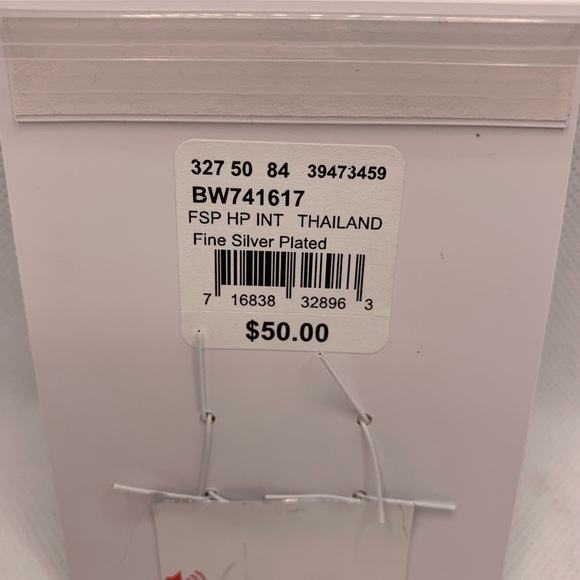 327 50 84 39473459
BW741617
FSP HP INT THAILAND
Fine Silver Plated
7 16838 32896 3
$50.00